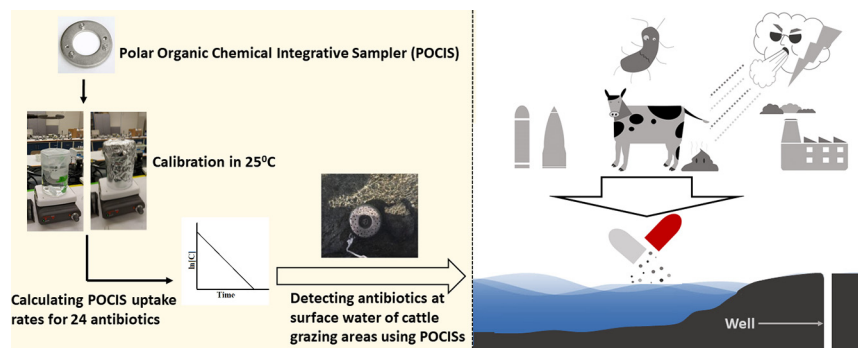 Polar Organic Chemical Integrative Sampler (POCIS)
Calibration in 25⁰C
ln[C]
Time
Calculating POCIS uptake
rates for 24 antibiotics
Detecting antibiotics at
surface water of cattle
grazing areas using POCISs
Well